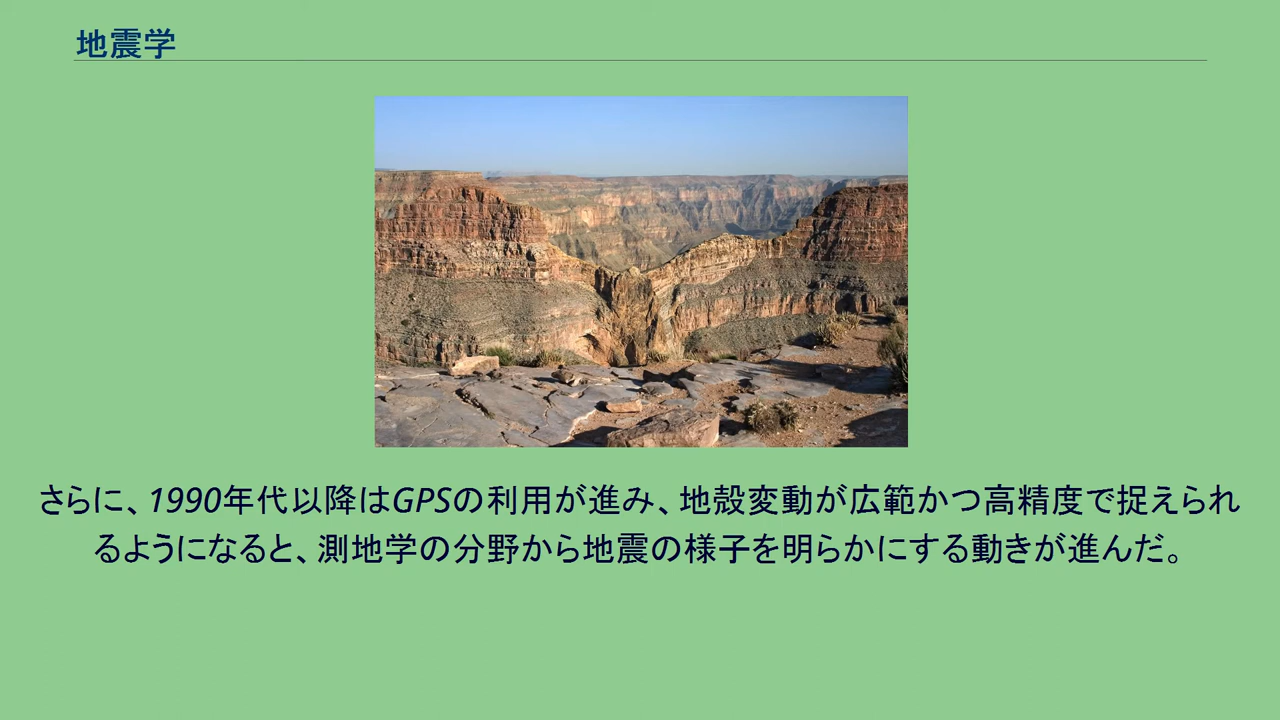 地震学
さらに、1990年代以降はGPSの利用が進み、地殻変動が広範かつ高精度で捉えられ
るようになると、測地学の分野から地震の様子を明らかにする動きが進んだ。